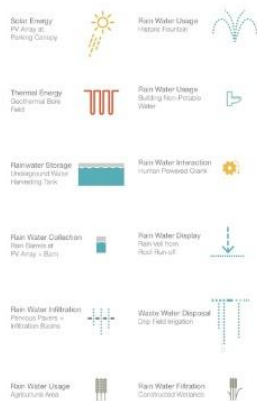 Solar Energy
PV Array at
Parking Canopy
Rain Water Usage
Historic Fountain
Thermal Energy
Geothermal Bore
Field
Rain Water Usage
Building Non-Potable
Water
Rainwater Storage
Underground Water
Harvesting Tank
Rain Water Interaction
Human Powered Crank
Rain Water Collection
Rain Barrels at
PV Array + Barn
Rain Water Display
Rain Veil from
Roof Run-off
Rain Water Infiltration
Pervious Pavers +
Infiltration Basins
Waste Water Disposal
Drip Field Irrigation
Rain Water Usage
Agricultural Area
Rain Water Filtration
Constructed Wetlands